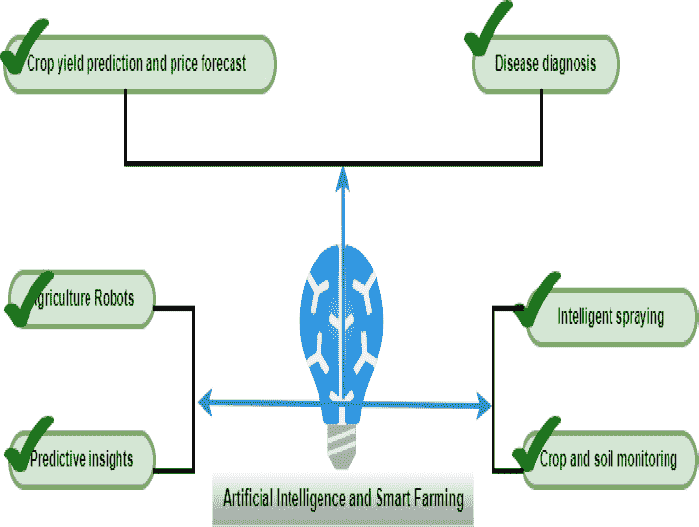 Crop yield prediction and price forecast
Disease diagnosis
Agriculture Robots
Intelligent spraying
Predictive insights
Crop and soil monitoring
Artificial Intelligence and Smart Farming